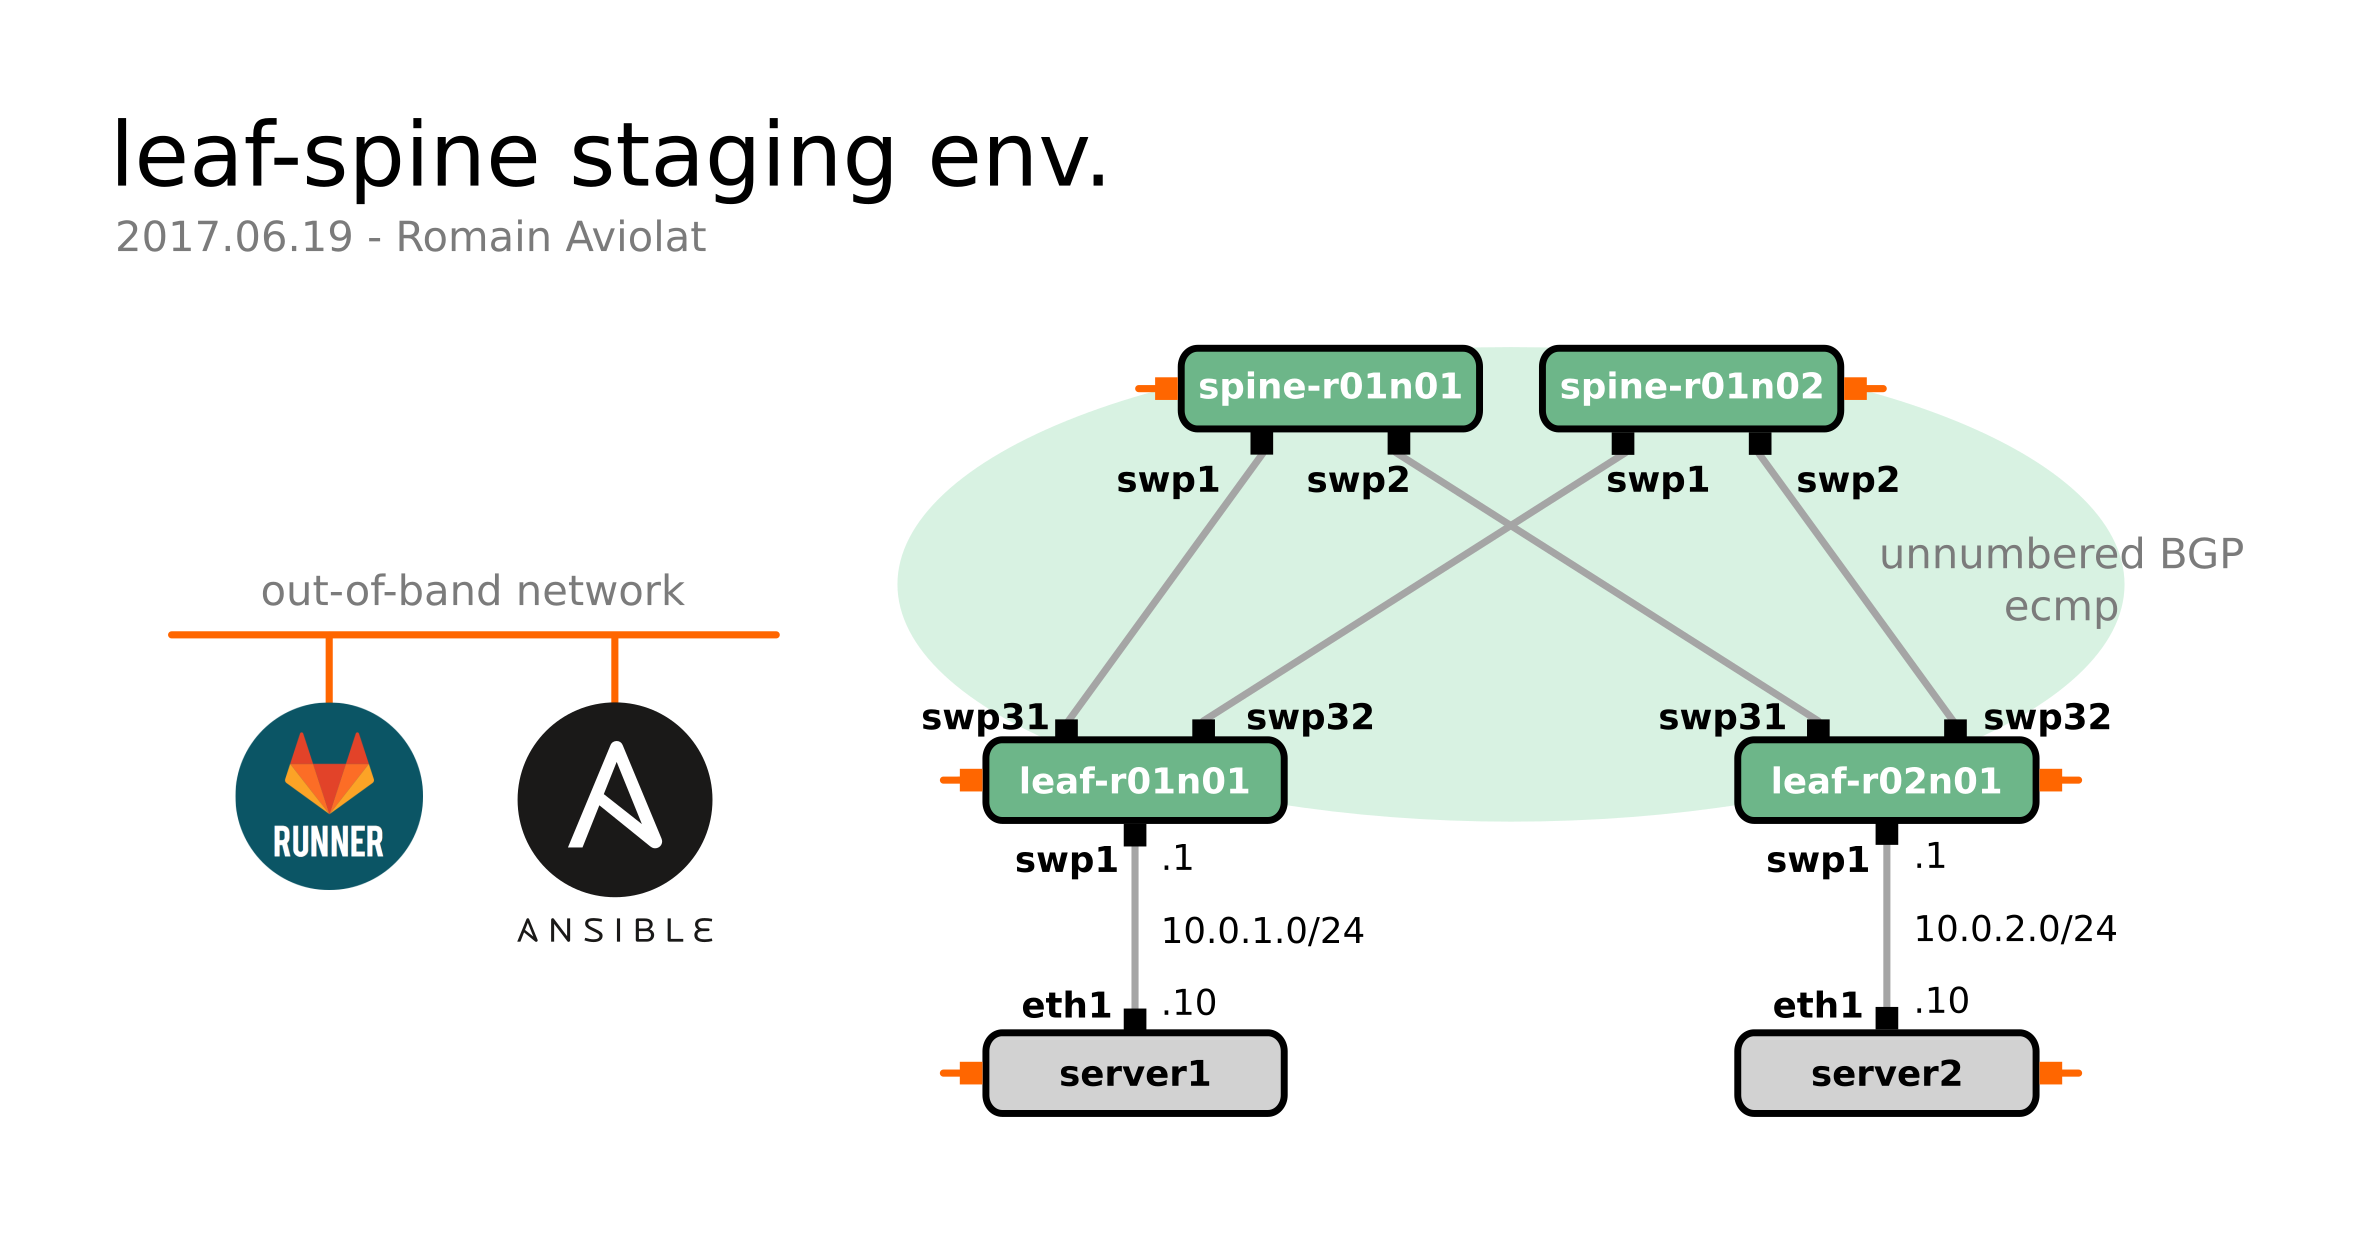 leaf-spine staging env.
2017.06.19 - Romain Aviolat
spine-r01n01
spine-r01n02
swp1
swp2
swp1
swp2
unnumbered BGP
ecmp
out-of-band network
RUNNER
ANSIBLE
swp31
swp32
swp31
swp32
leaf-r01n01
leaf-r02n01
swp1
.1
swp1
.1
10.0.1.0/24
10.0.2.0/24
eth1
.10
eth1
.10
server1
server2